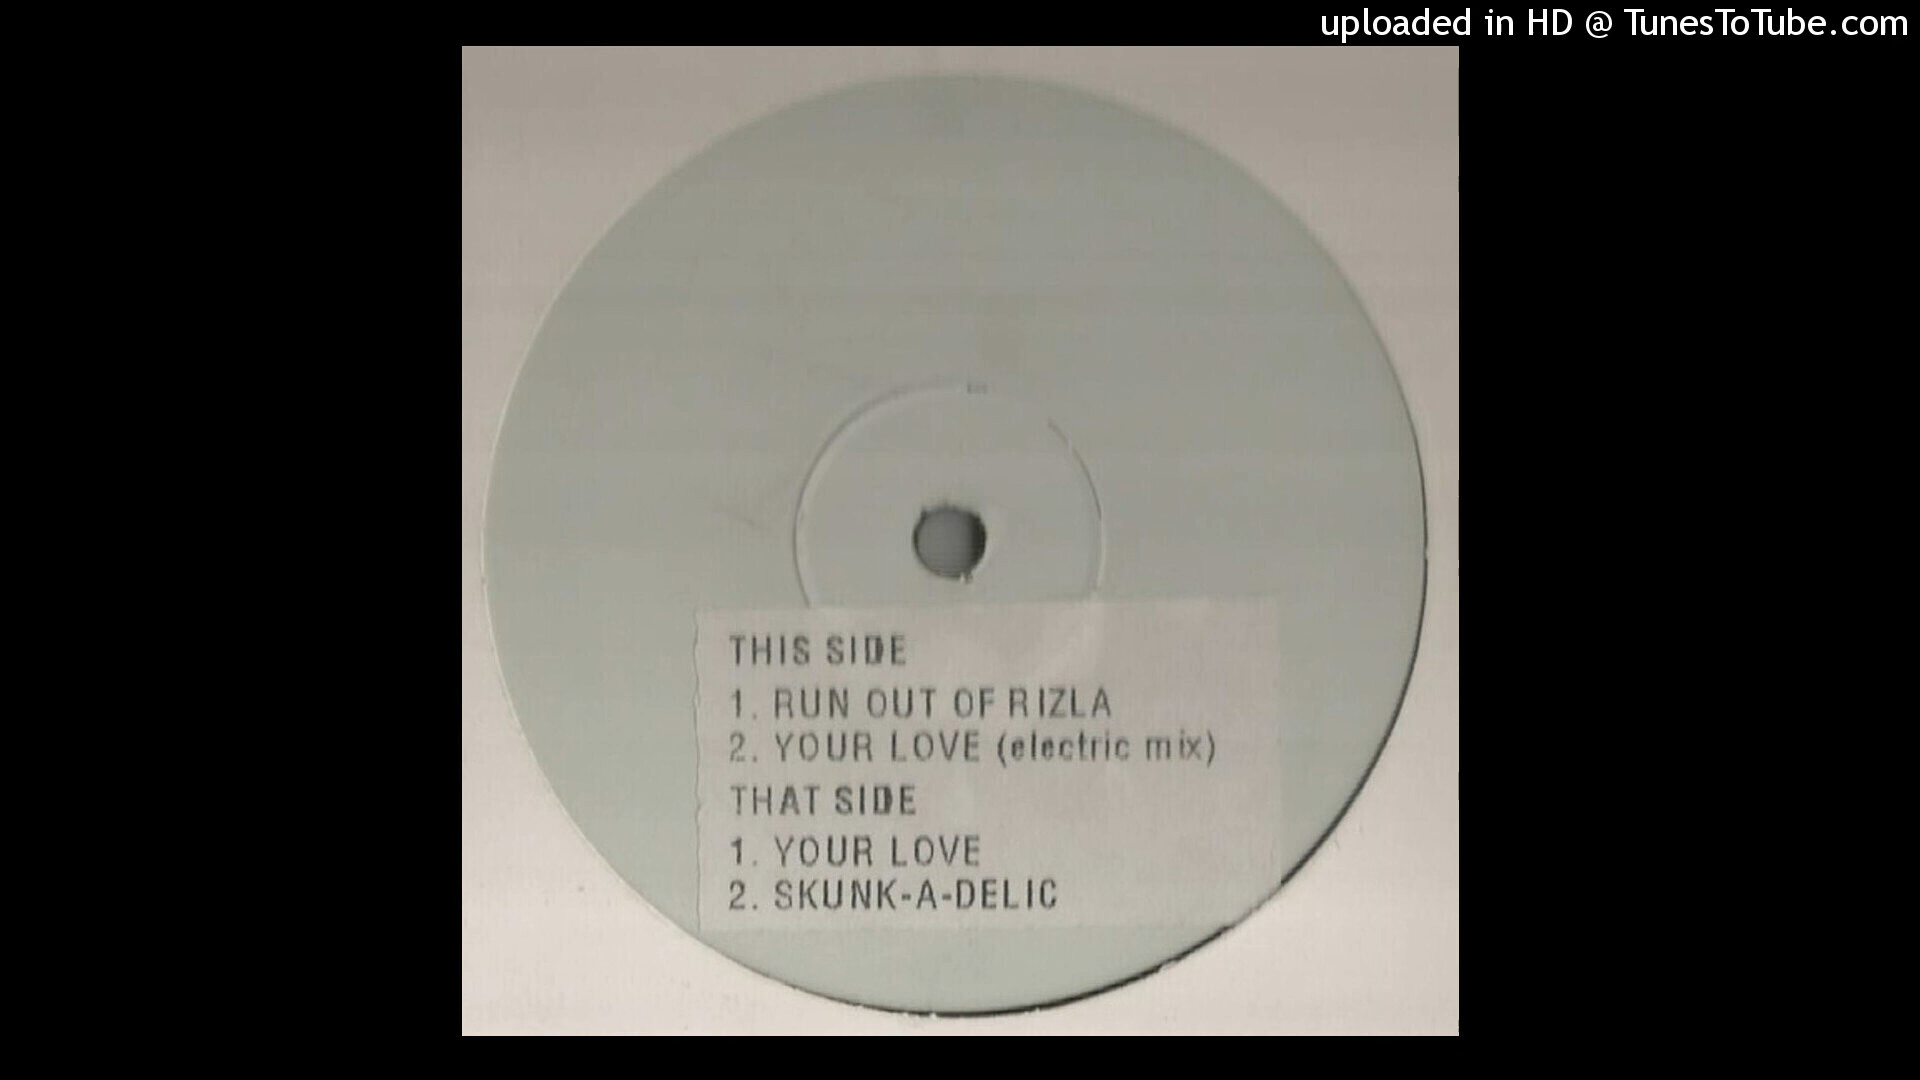 uploaded in HD @ TunesToTube.com
THIS SIDE
1. RUN OUT OF RIZLA
2. YOUR LOVE (electric mix)
THAT SIDE
1. YOUR LOVE
2. SKUNK-A-DELIC